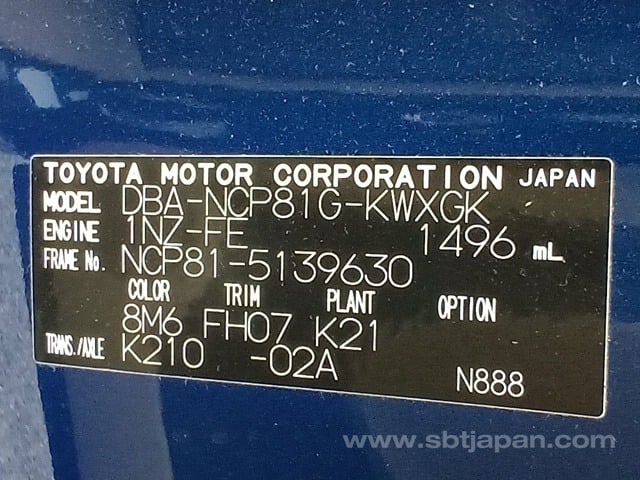 TOYOTA MOTOR CORPORATION JAPAN
MODEL DBA-NCP81G-KWXGK
ENGINE 1NZ-FE 1496 mL
FRAME No. NCP81-5139630
COLOR TRIM PLANT OPTION
8M6 FH07 K21
TRANS./AXLE K210 -02A
N888
www.sbtjapan.com